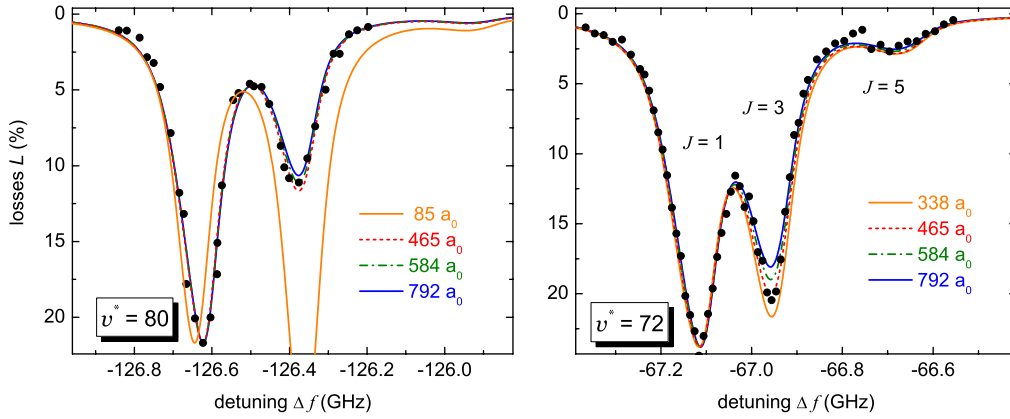 losses L (%)
0
5
10
15
20
85 a0
465 a0
584 a0
792 a0
v* = 80
-126.8
-126.6
-126.4
-126.2
-126.0
detuning Δf (GHz)
0
5
10
15
20
J = 1
J = 3
J = 5
338 a0
465 a0
584 a0
792 a0
v* = 72
-67.2
-67.0
-66.8
-66.6
detuning Δf (GHz)